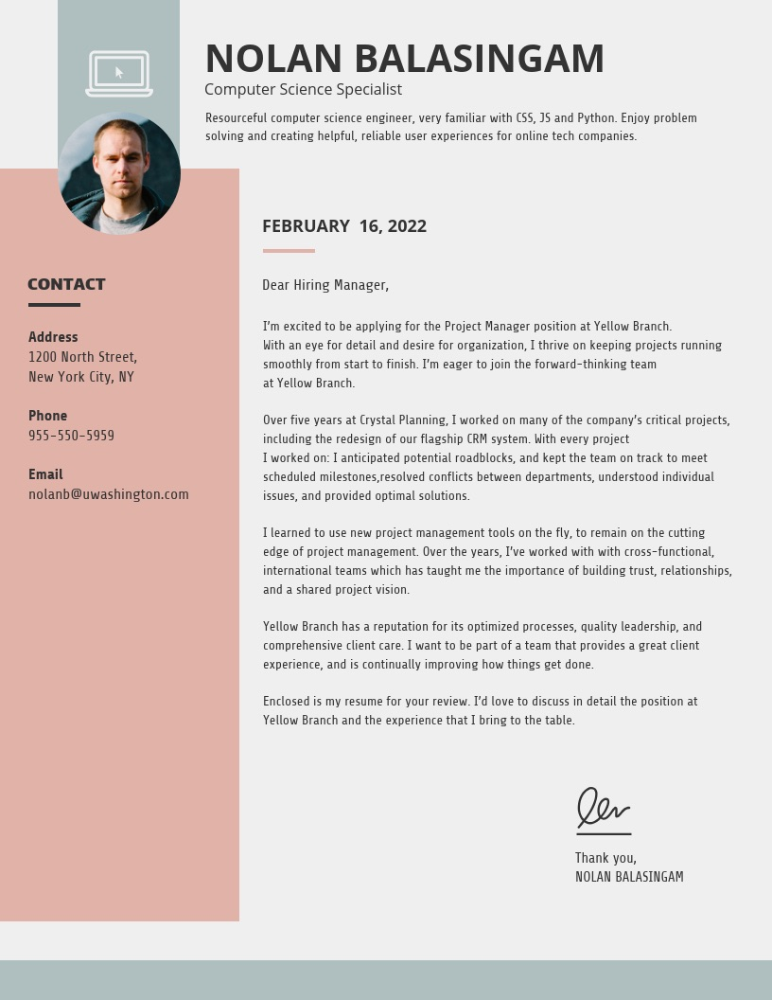 NOLAN BALASINGAM
Computer Science Specialist
Resourceful computer science engineer, very familiar with CSS, JS and Python. Enjoy problem
solving and creating helpful, reliable user experiences for online tech companies.
CONTACT
Address
1200 North Street,
New York City, NY
Phone
955-550-5959
Email
nolanb@uwashington.com
FEBRUARY 16, 2022
Dear Hiring Manager,
I'm excited to be applying for the Project Manager position at Yellow Branch.
With an eye for detail and desire for organization, I thrive on keeping projects running
smoothly from start to finish. I'm eager to join the forward-thinking team
at Yellow Branch.
Over five years at Crystal Planning, I worked on many of the company's critical projects,
including the redesign of our flagship CRM system. With every project
I worked on: I anticipated potential roadblocks, and kept the team on track to meet
scheduled milestones,resolved conflicts between departments, understood individual
issues, and provided optimal solutions.
I learned to use new project management tools on the fly, to remain on the cutting
edge of project management. Over the years, I've worked with with cross-functional,
international teams which has taught me the importance of building trust, relationships,
and a shared project vision.
Yellow Branch has a reputation for its optimized processes, quality leadership, and
comprehensive client care. I want to be part of a team that provides a great client
experience, and is continually improving how things get done.
Enclosed is my resume for your review. I'd love to discuss in detail the position at
Yellow Branch and the experience that I bring to the table.
Thank you,
NOLAN BALASINGAM